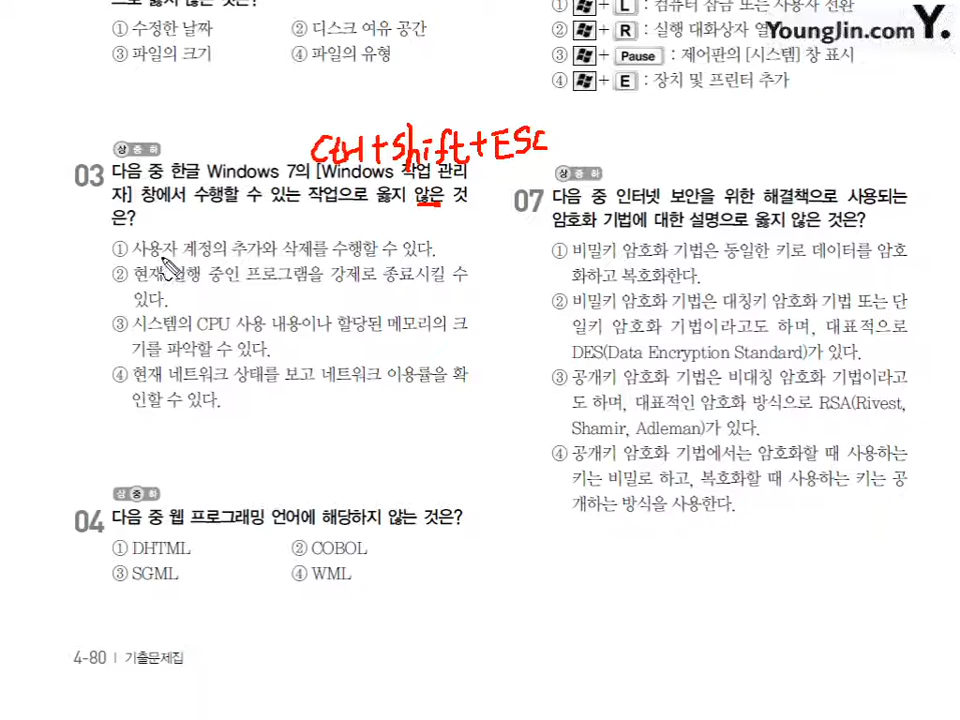 ① 수정한 날짜
② 디스크 여유 공간
③ 파일의 크기
④ 파일의 유형
상 중 하
Ctrl+Shift+ESC
03 다음 중 한글 Windows 7의 [Windows 작업 관리
자] 창에서 수행할 수 있는 작업으로 옳지 않은 것
은?
① 사용자 계정의 추가와 삭제를 수행할 수 있다.
② 현재 실행 중인 프로그램을 강제로 종료시킬 수
있다.
③ 시스템의 CPU 사용 내용이나 할당된 메모리의 크
기를 파악할 수 있다.
④ 현재 네트워크 상태를 보고 네트워크 이용률을 확
인할 수 있다.
상 중 하
04 다음 중 웹 프로그래밍 언어에 해당하지 않는 것은?
① DHTML
② COBOL
③ SGML
④ WML
4-80 | 기출문제집
① + L : 컴퓨터 잠금 또는 사용자 전환
② + R : 실행 대화상자 열
YoungJin.com Y.
③ + Pause : 제어판의 [시스템] 창 표시
④ + E : 장치 및 프린터 추가
상 중 하
07 다음 중 인터넷 보안을 위한 해결책으로 사용되는
암호화 기법에 대한 설명으로 옳지 않은 것은?
① 비밀키 암호화 기법은 동일한 키로 데이터를 암호
화하고 복호화한다.
② 비밀키 암호화 기법은 대칭키 암호화 기법 또는 단
일키 암호화 기법이라고도 하며, 대표적으로
DES(Data Encryption Standard)가 있다.
③ 공개키 암호화 기법은 비대칭 암호화 기법이라고
도 하며, 대표적인 암호화 방식으로 RSA(Rivest,
Shamir, Adleman)가 있다.
④ 공개키 암호화 기법에서는 암호화할 때 사용하는
키는 비밀로 하고, 복호화할 때 사용하는 키는 공
개하는 방식을 사용한다.